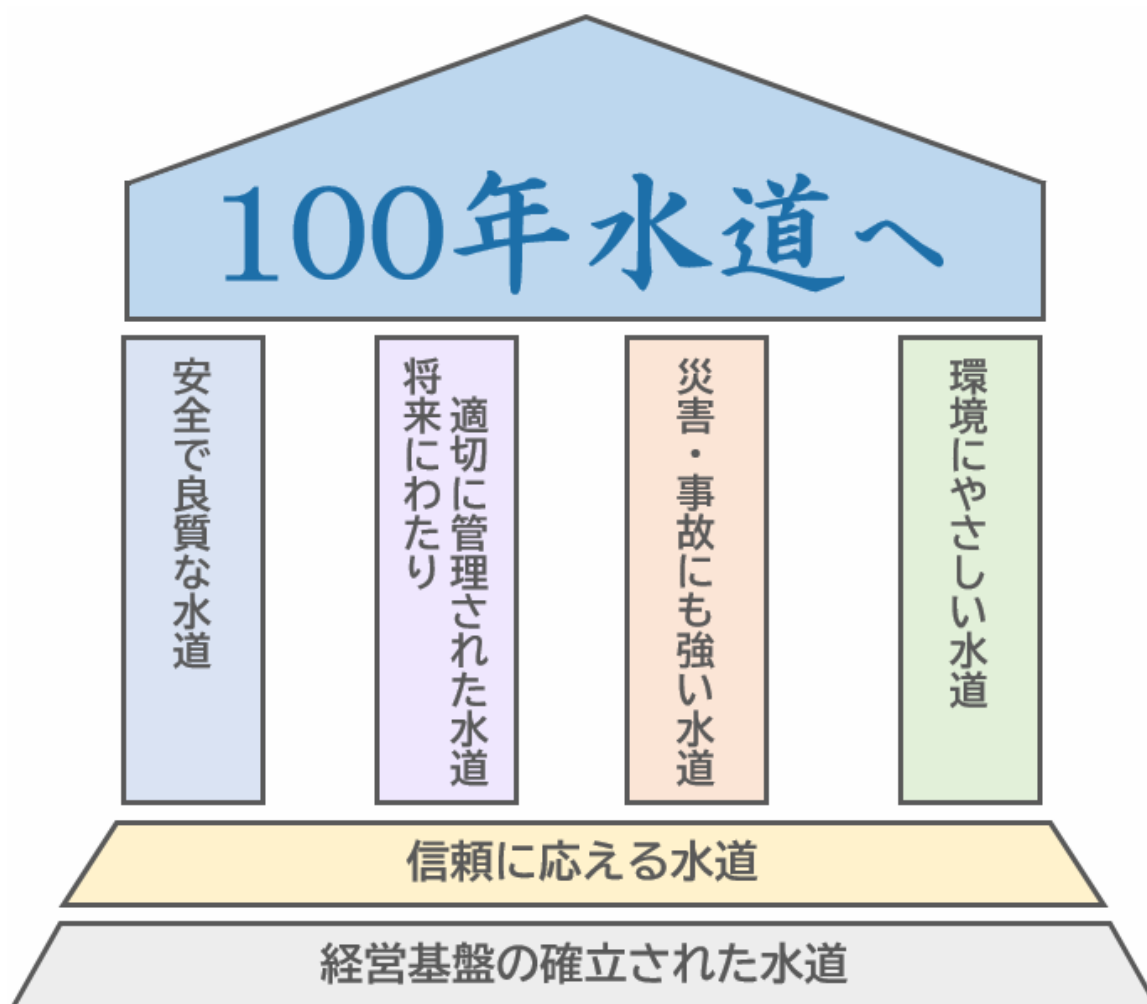 100年水道へ
安全で良質な水道
将来にわたり
適切に管理された水道
災害・事故にも強い水道
環境にやさしい水道
信頼に応える水道
経営基盤の確立された水道